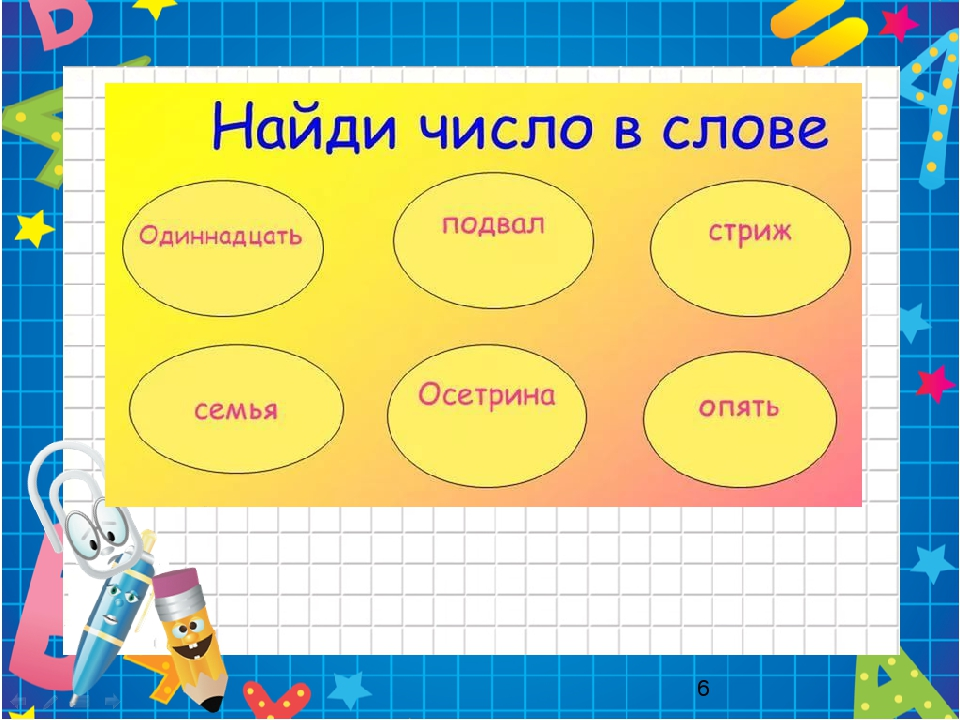 Найди число в слове
Одиннадцать
подвал
стриж
семья
Осетрина
опять
6